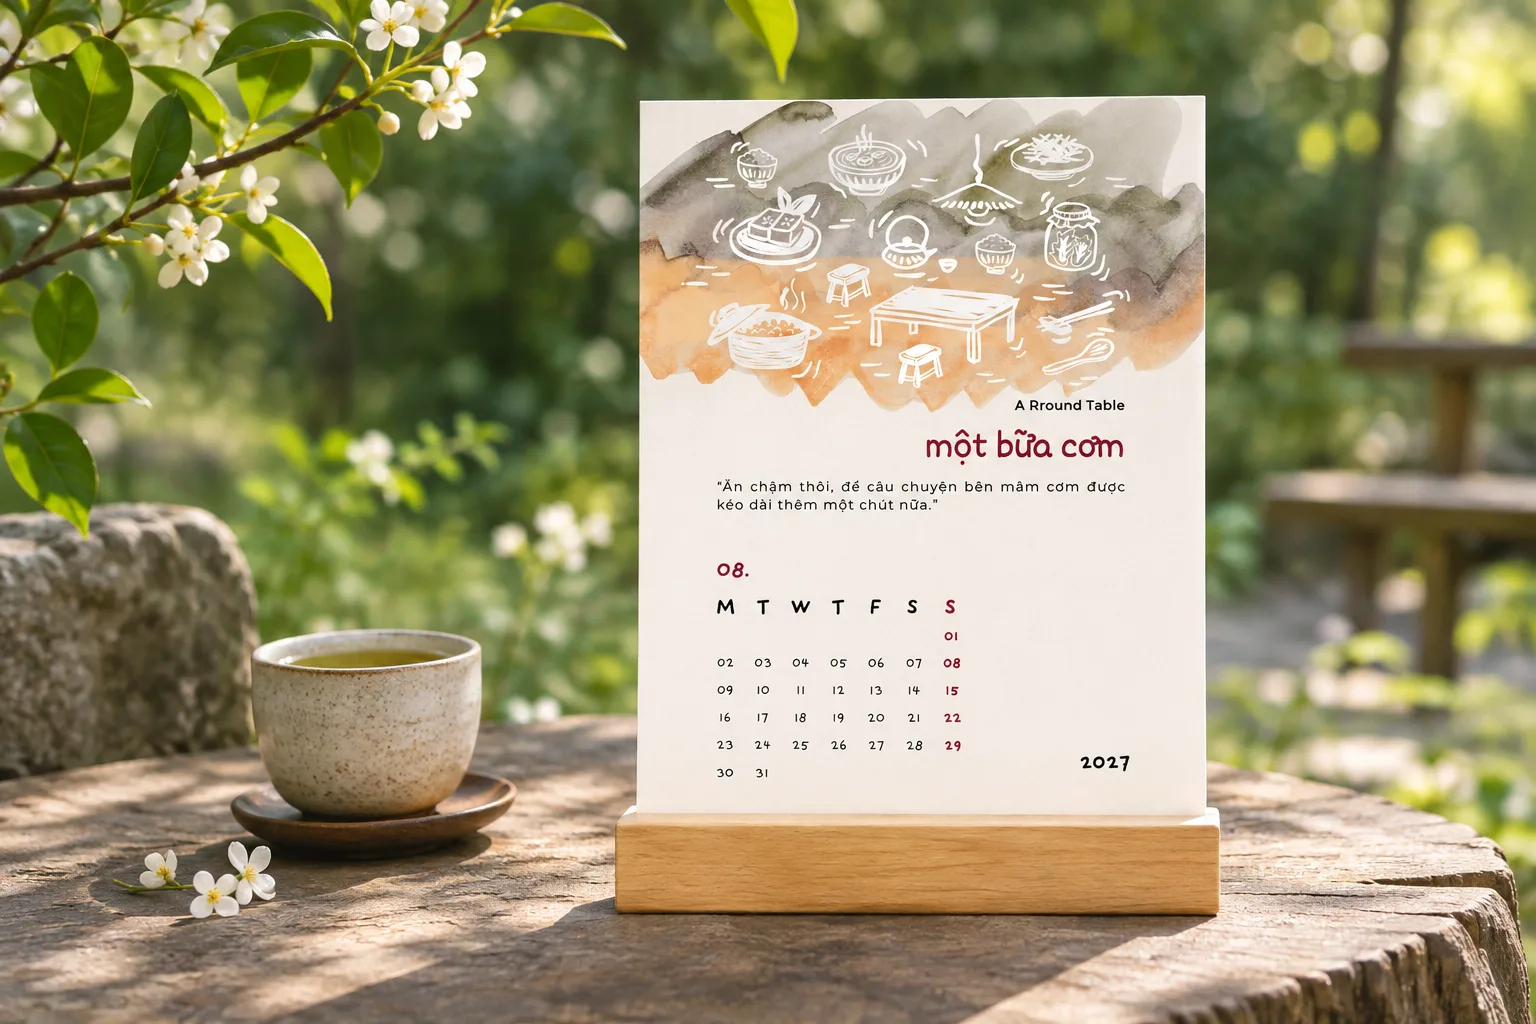 A Rround Table
một bữa cơm
“Ăn chậm thôi, để câu chuyện bên mâm cơm được
kéo dài thêm một chút nữa.”
08.
M T W T F S S
01
02 03 04 05 06 07 08
09 10 11 12 13 14 15
16 17 18 19 20 21 22
23 24 25 26 27 28 29
30 31
2027